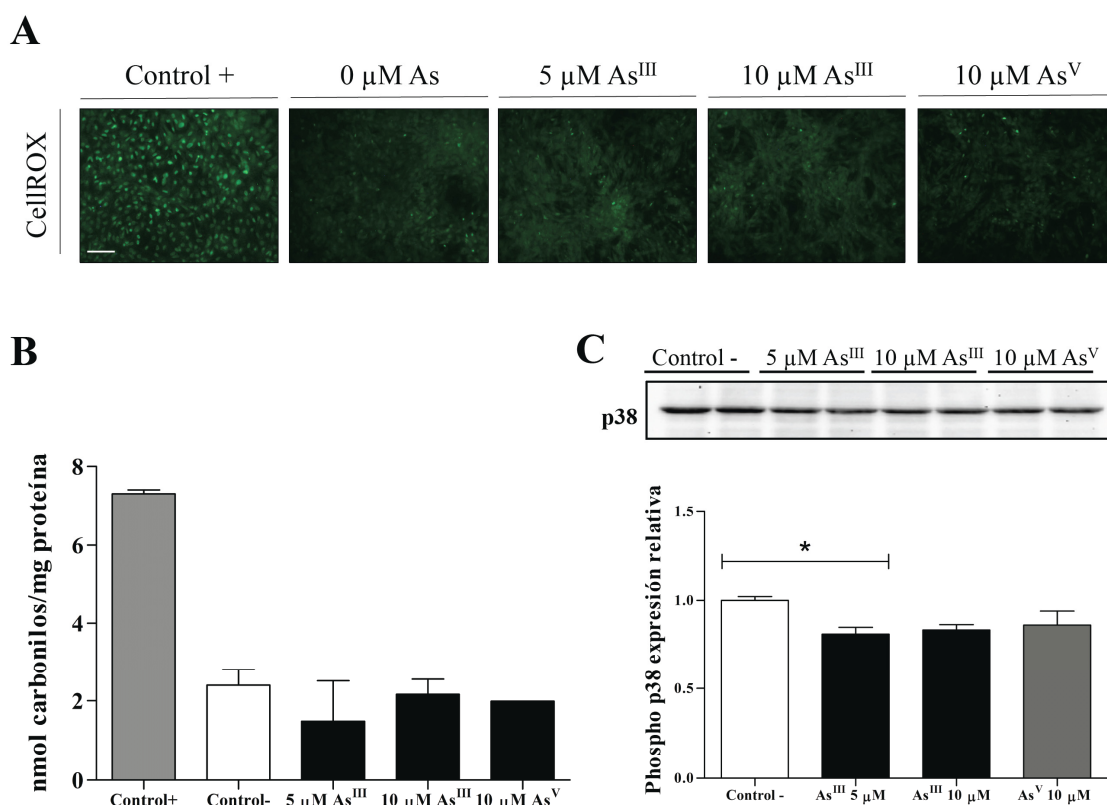 A
Control +
0 µM As
5 µM As^III
10 µM As^III
10 µM As^V
CellROX
B
nmol carbonilos/mg proteína
8
6
4
2
0
Control+
Control-
5 µM As^III
10 µM As^III
10 µM As^V
C
Control -
5 µM As^III
10 µM As^III
10 µM As^V
p38
Phospho p38 expresión relativa
1.5
1.0
0.5
0.0
*
Control -
As^III 5 µM
As^III 10 µM
As^V 10 µM